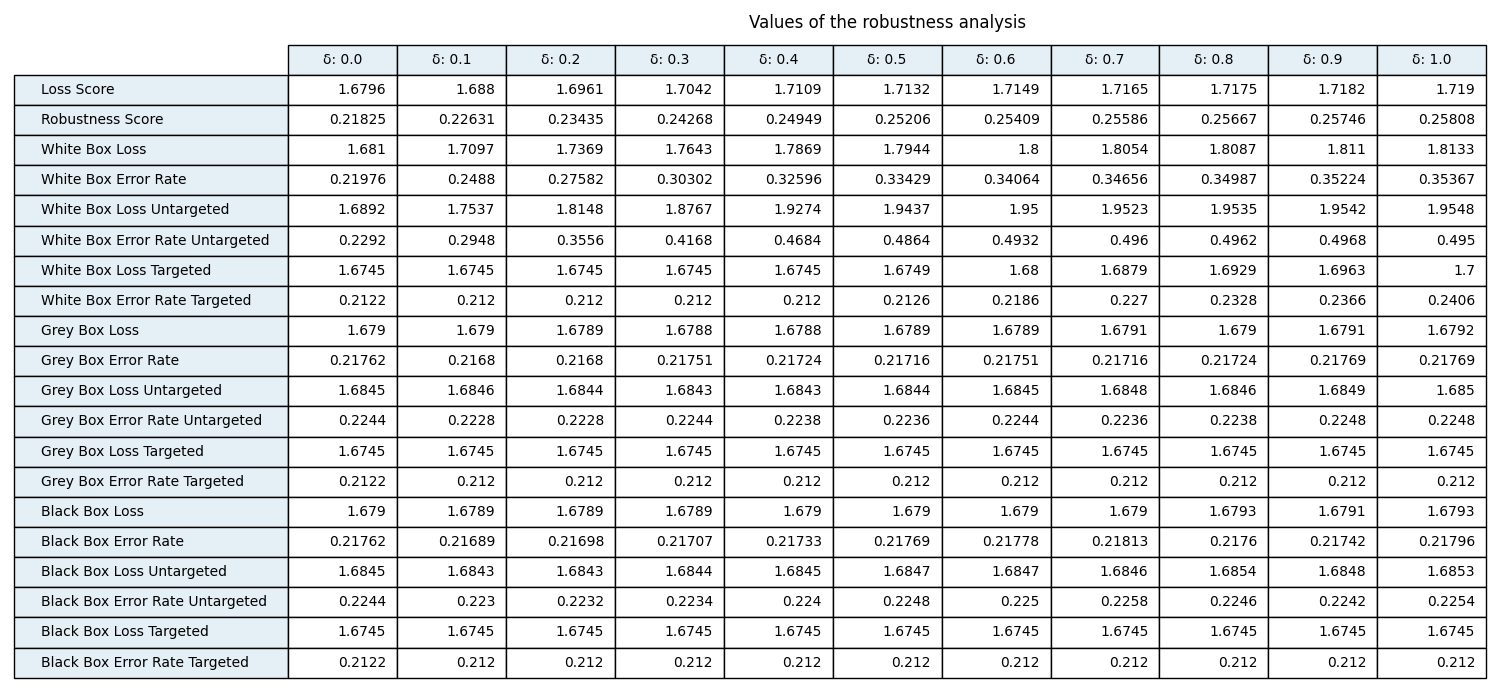 Values of the robustness analysis
δ: 0.0 δ: 0.1 δ: 0.2 δ: 0.3 δ: 0.4 δ: 0.5 δ: 0.6 δ: 0.7 δ: 0.8 δ: 0.9 δ: 1.0
Loss Score 1.6796 1.688 1.6961 1.7042 1.7109 1.7132 1.7149 1.7165 1.7175 1.7182 1.719
Robustness Score 0.21825 0.22631 0.23435 0.24268 0.24949 0.25206 0.25409 0.25586 0.25667 0.25746 0.25808
White Box Loss 1.681 1.7097 1.7369 1.7643 1.7869 1.7944 1.8 1.8054 1.8087 1.811 1.8133
White Box Error Rate 0.21976 0.2488 0.27582 0.30302 0.32596 0.33429 0.34064 0.34656 0.34987 0.35224 0.35367
White Box Loss Untargeted 1.6892 1.7537 1.8148 1.8767 1.9274 1.9437 1.95 1.9523 1.9535 1.9542 1.9548
White Box Error Rate Untargeted 0.2292 0.2948 0.3556 0.4168 0.4684 0.4864 0.4932 0.496 0.4962 0.4968 0.495
White Box Loss Targeted 1.6745 1.6745 1.6745 1.6745 1.6745 1.6749 1.68 1.6879 1.6929 1.6963 1.7
White Box Error Rate Targeted 0.2122 0.212 0.212 0.212 0.212 0.2126 0.2186 0.227 0.2328 0.2366 0.2406
Grey Box Loss 1.679 1.679 1.6789 1.6788 1.6788 1.6789 1.6789 1.6791 1.679 1.6791 1.6792
Grey Box Error Rate 0.21762 0.2168 0.2168 0.21751 0.21724 0.21716 0.21751 0.21716 0.21724 0.21769 0.21769
Grey Box Loss Untargeted 1.6845 1.6846 1.6844 1.6843 1.6843 1.6844 1.6845 1.6848 1.6846 1.6849 1.685
Grey Box Error Rate Untargeted 0.2244 0.2228 0.2228 0.2244 0.2238 0.2236 0.2244 0.2236 0.2238 0.2248 0.2248
Grey Box Loss Targeted 1.6745 1.6745 1.6745 1.6745 1.6745 1.6745 1.6745 1.6745 1.6745 1.6745 1.6745
Grey Box Error Rate Targeted 0.2122 0.212 0.212 0.212 0.212 0.212 0.212 0.212 0.212 0.212 0.212
Black Box Loss 1.679 1.6789 1.6789 1.6789 1.679 1.679 1.679 1.679 1.6793 1.6791 1.6793
Black Box Error Rate 0.21762 0.21689 0.21698 0.21707 0.21733 0.21769 0.21778 0.21813 0.2176 0.21742 0.21796
Black Box Loss Untargeted 1.6845 1.6843 1.6843 1.6844 1.6845 1.6847 1.6847 1.6846 1.6854 1.6848 1.6853
Black Box Error Rate Untargeted 0.2244 0.223 0.2232 0.2234 0.224 0.2248 0.225 0.2258 0.2246 0.2242 0.2254
Black Box Loss Targeted 1.6745 1.6745 1.6745 1.6745 1.6745 1.6745 1.6745 1.6745 1.6745 1.6745 1.6745
Black Box Error Rate Targeted 0.2122 0.212 0.212 0.212 0.212 0.212 0.212 0.212 0.212 0.212 0.212